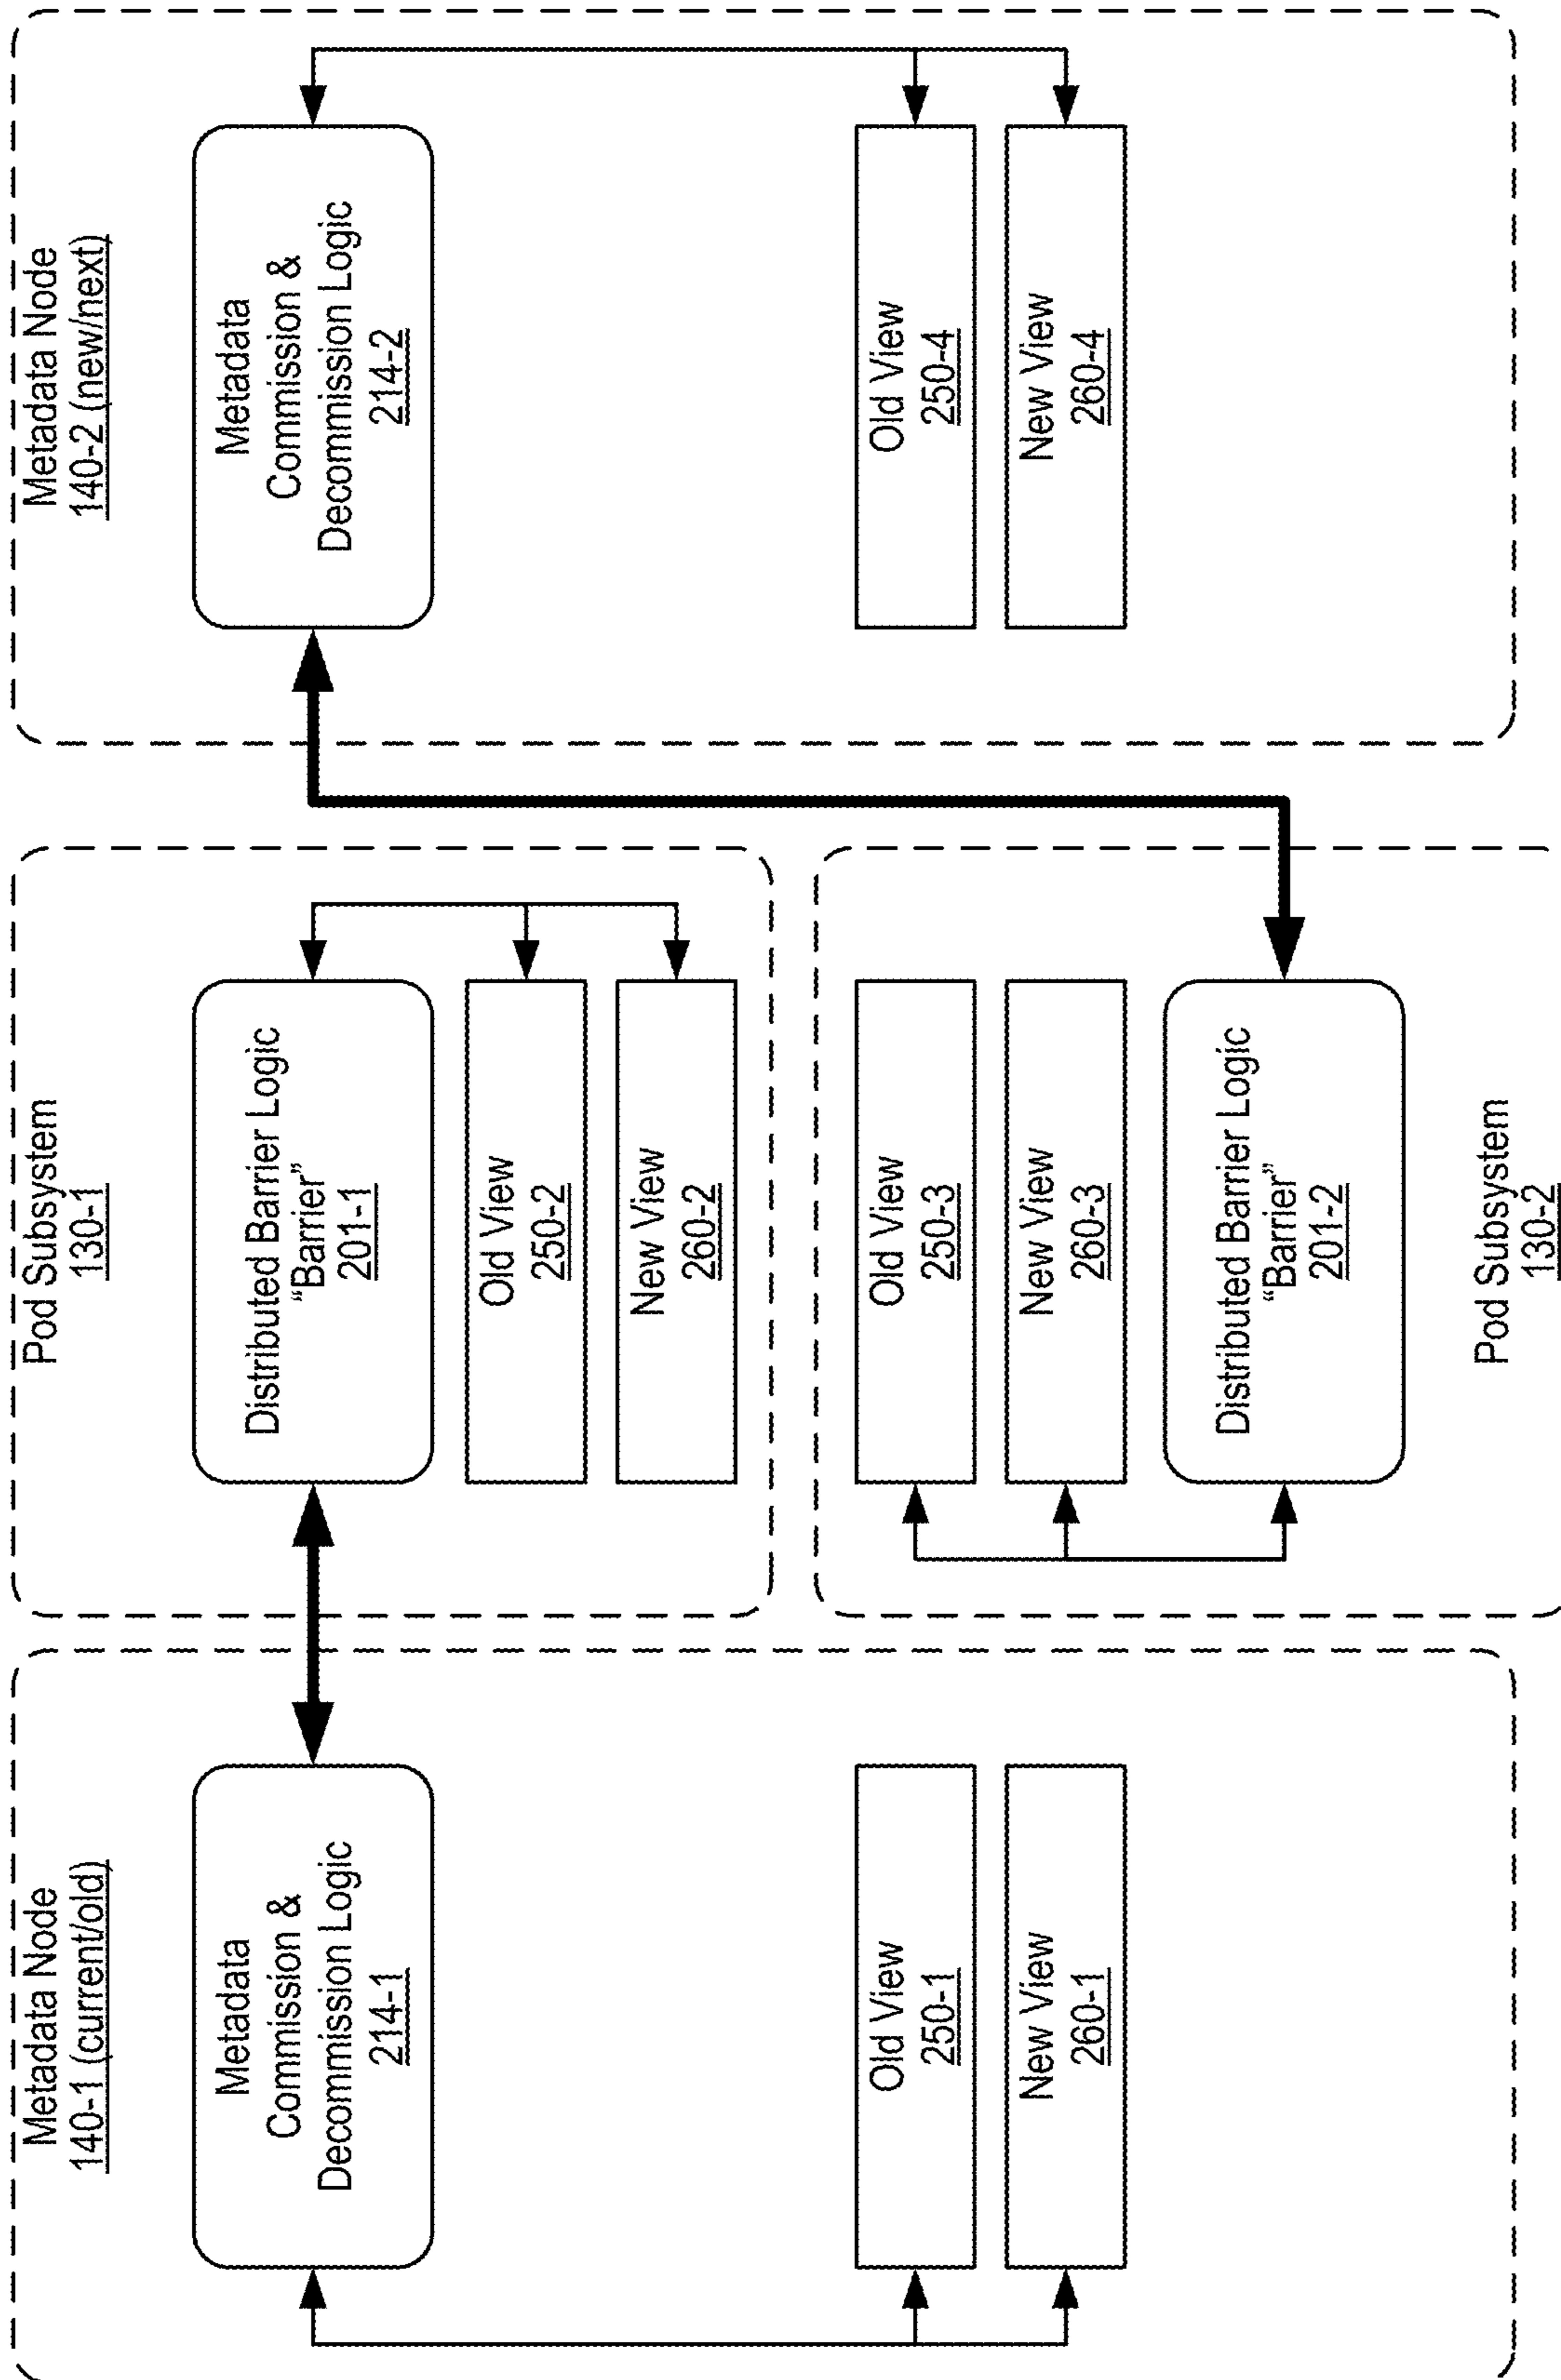 Metadata Node
140-1 (current/old)
Metadata
Commission &
Decommission Logic
214-1
Old View
250-1
New View
260-1
Pod Subsystem
130-1
Distributed Barrier Logic
“Barrier”
201-1
Old View
250-2
New View
260-2
Old View
250-3
New View
260-3
Distributed Barrier Logic
“Barrier”
201-2
Pod Subsystem
130-2
Metadata Node
140-2 (new/next)
Metadata
Commission &
Decommission Logic
214-2
Old View
250-4
New View
260-4